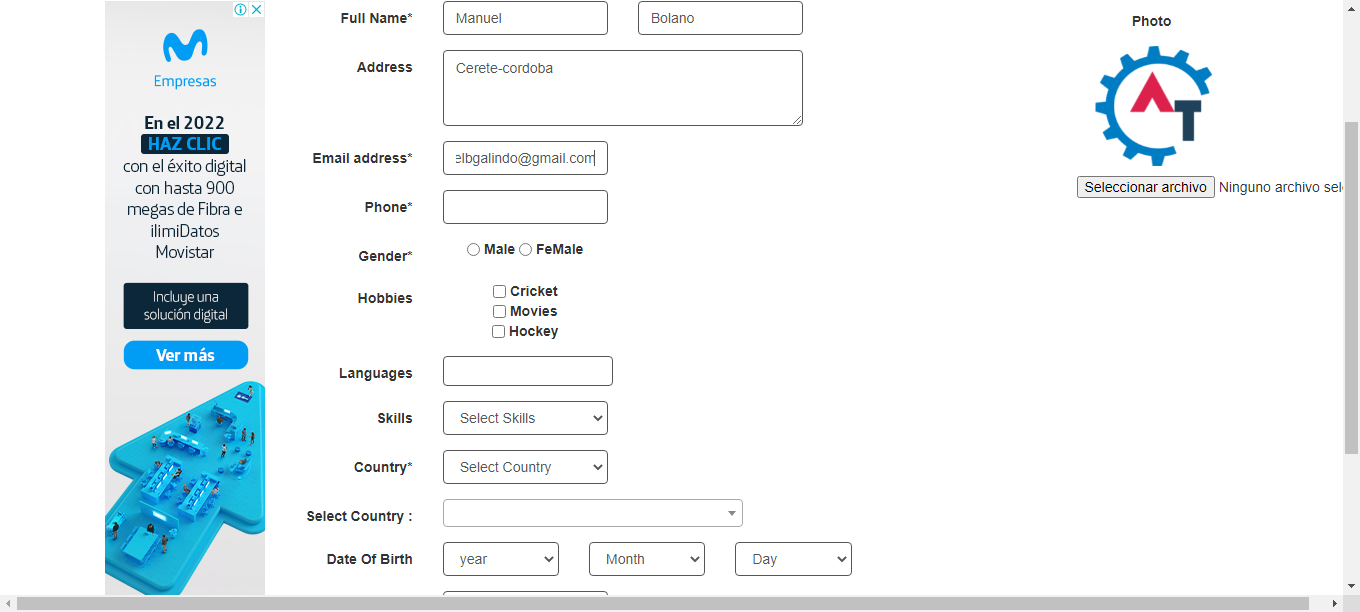 Empresas
En el 2022
HAZ CLIC
con el éxito digital
con hasta 900
megas de Fibra e
ilimiDatos
Movistar
Incluye una
solución digital
Ver más
Full Name* Manuel Bolano
Address Cerete-cordoba
Email address* elbgalindo@gmail.com
Phone*
Gender* Male FeMale
Hobbies Cricket
Movies
Hockey
Languages
Skills Select Skills
Country* Select Country
Select Country :
Date Of Birth year Month Day
Photo
AT
Seleccionar archivo Ninguno archivo sel